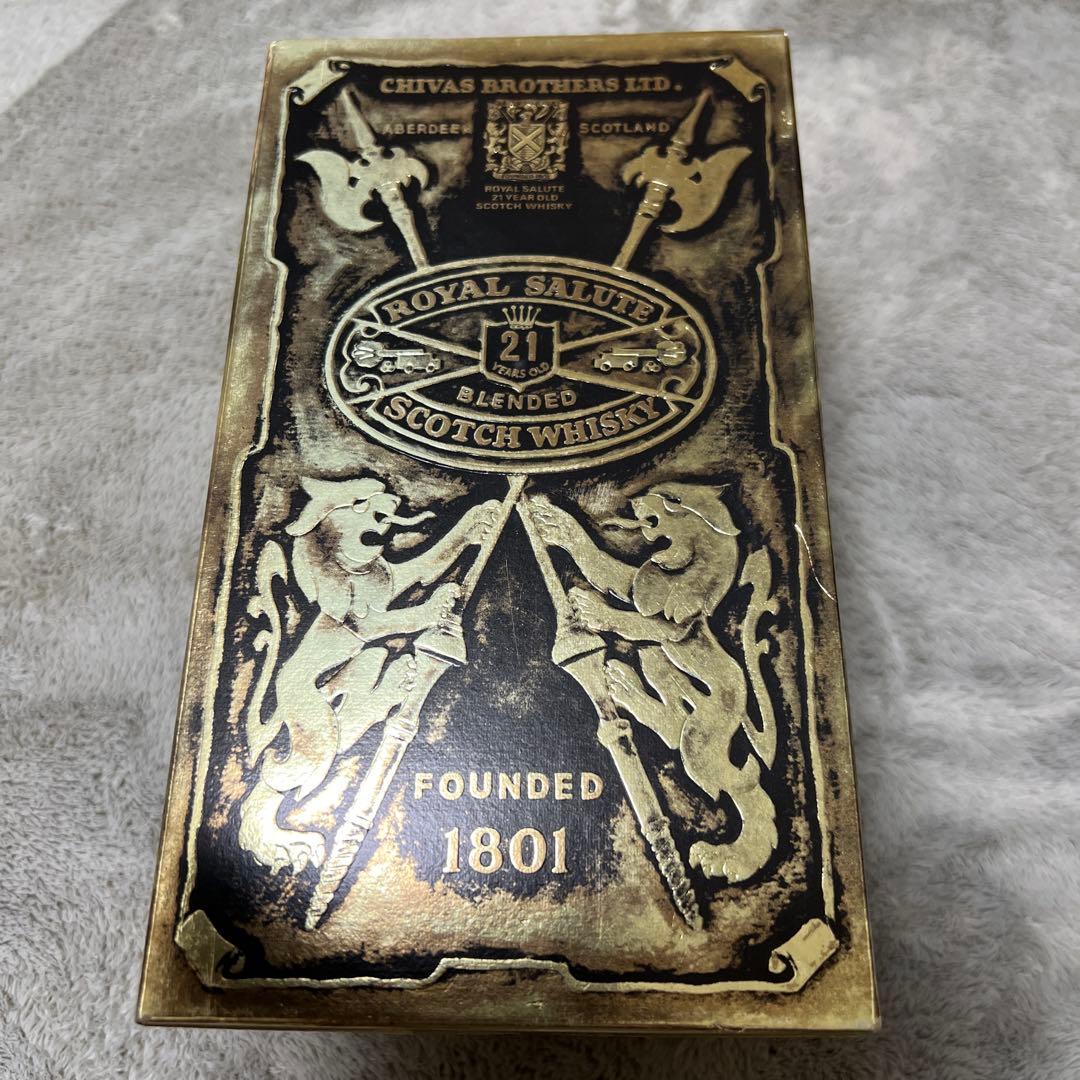 CHIVAS BROTHERS LTD.
ABERDEEN SCOTLAND
ROYAL SALUTE
21 YEAR OLD
SCOTCH WHISKY
ROYAL SALUTE
21
YEARS OLD
BLENDED
SCOTCH WHISKY
FOUNDED
1801